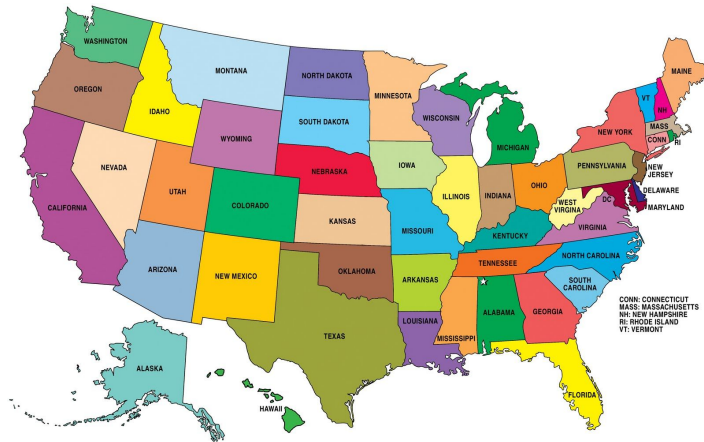 WASHINGTON
OREGON
CALIFORNIA
NEVADA
IDAHO
MONTANA
WYOMING
UTAH
COLORADO
ARIZONA
NEW MEXICO
NORTH DAKOTA
SOUTH DAKOTA
NEBRASKA
KANSAS
OKLAHOMA
TEXAS
MINNESOTA
IOWA
MISSOURI
ARKANSAS
LOUISIANA
WISCONSIN
ILLINOIS
MICHIGAN
INDIANA
OHIO
KENTUCKY
TENNESSEE
MISSISSIPPI
ALABAMA
GEORGIA
FLORIDA
SOUTH
CAROLINA
NORTH CAROLINA
VIRGINIA
WEST
VIRGINA
DC
MARYLAND
DELAWARE
NEW
JERSEY
PENNSYLVANIA
NEW YORK
CONN
RI
MASS
VT
NH
MAINE
ALASKA
HAWAII
CONN: CONNECTICUT
MASS: MASSACHUSETTS
NH: NEW HAMPSHIRE
RI: RHODE ISLAND
VT: VERMONT